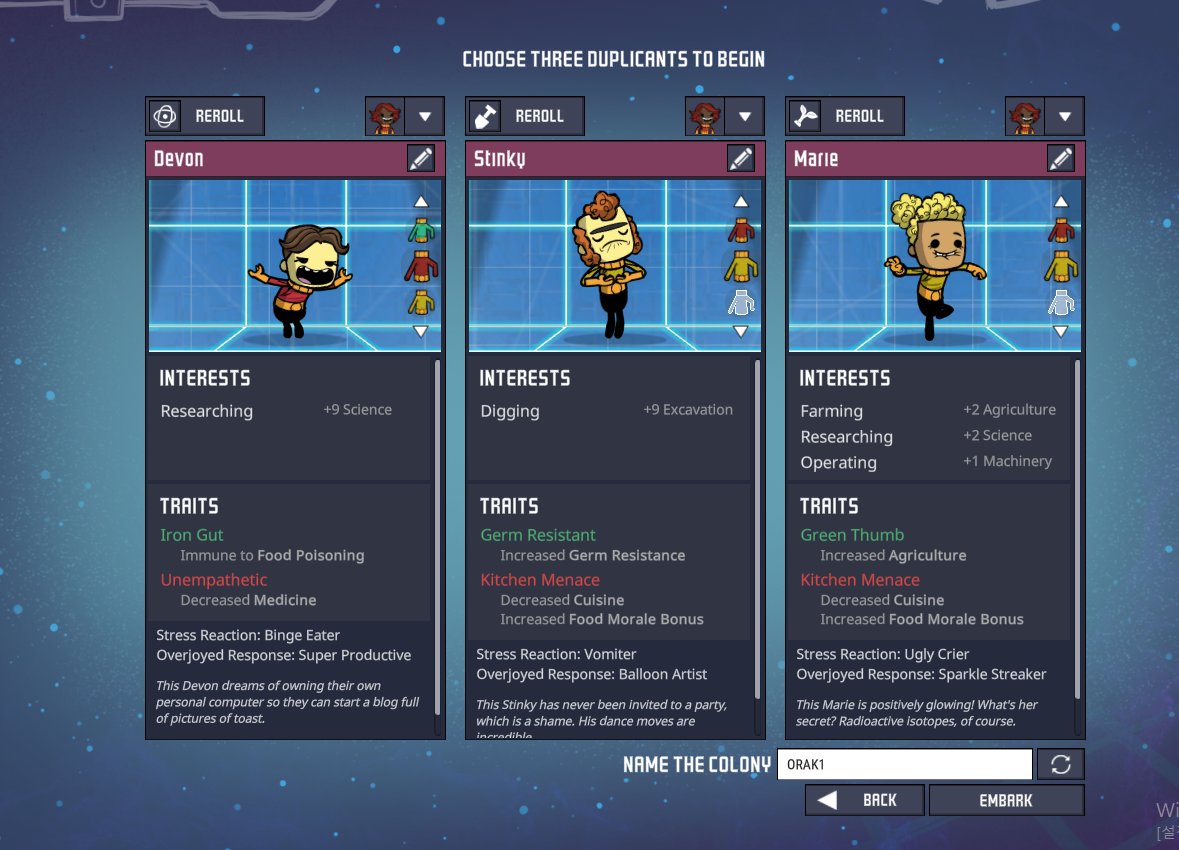 CHOOSE THREE DUPLICANTS TO BEGIN
REROLL
REROLL
REROLL
Devon
Stinky
Marie
INTERESTS
Researching +9 Science
TRAITS
Iron Gut
Immune to Food Poisoning
Unempathetic
Decreased Medicine
Stress Reaction: Binge Eater
Overjoyed Response: Super Productive
This Devon dreams of owning their own
personal computer so they can start a blog full
of pictures of toast.
INTERESTS
Digging +9 Excavation
TRAITS
Germ Resistant
Increased Germ Resistance
Kitchen Menace
Decreased Cuisine
Increased Food Morale Bonus
Stress Reaction: Vomiter
Overjoyed Response: Balloon Artist
This Stinky has never been invited to a party,
which is a shame. His dance moves are
incredible
INTERESTS
Farming +2 Agriculture
Researching +2 Science
Operating +1 Machinery
TRAITS
Green Thumb
Increased Agriculture
Kitchen Menace
Decreased Cuisine
Increased Food Morale Bonus
Stress Reaction: Ugly Crier
Overjoyed Response: Sparkle Streaker
This Marie is positively glowing! What's her
secret? Radioactive isotopes, of course.
NAME THE COLONY ORAK1
BACK
EMBARK
Wi
[설